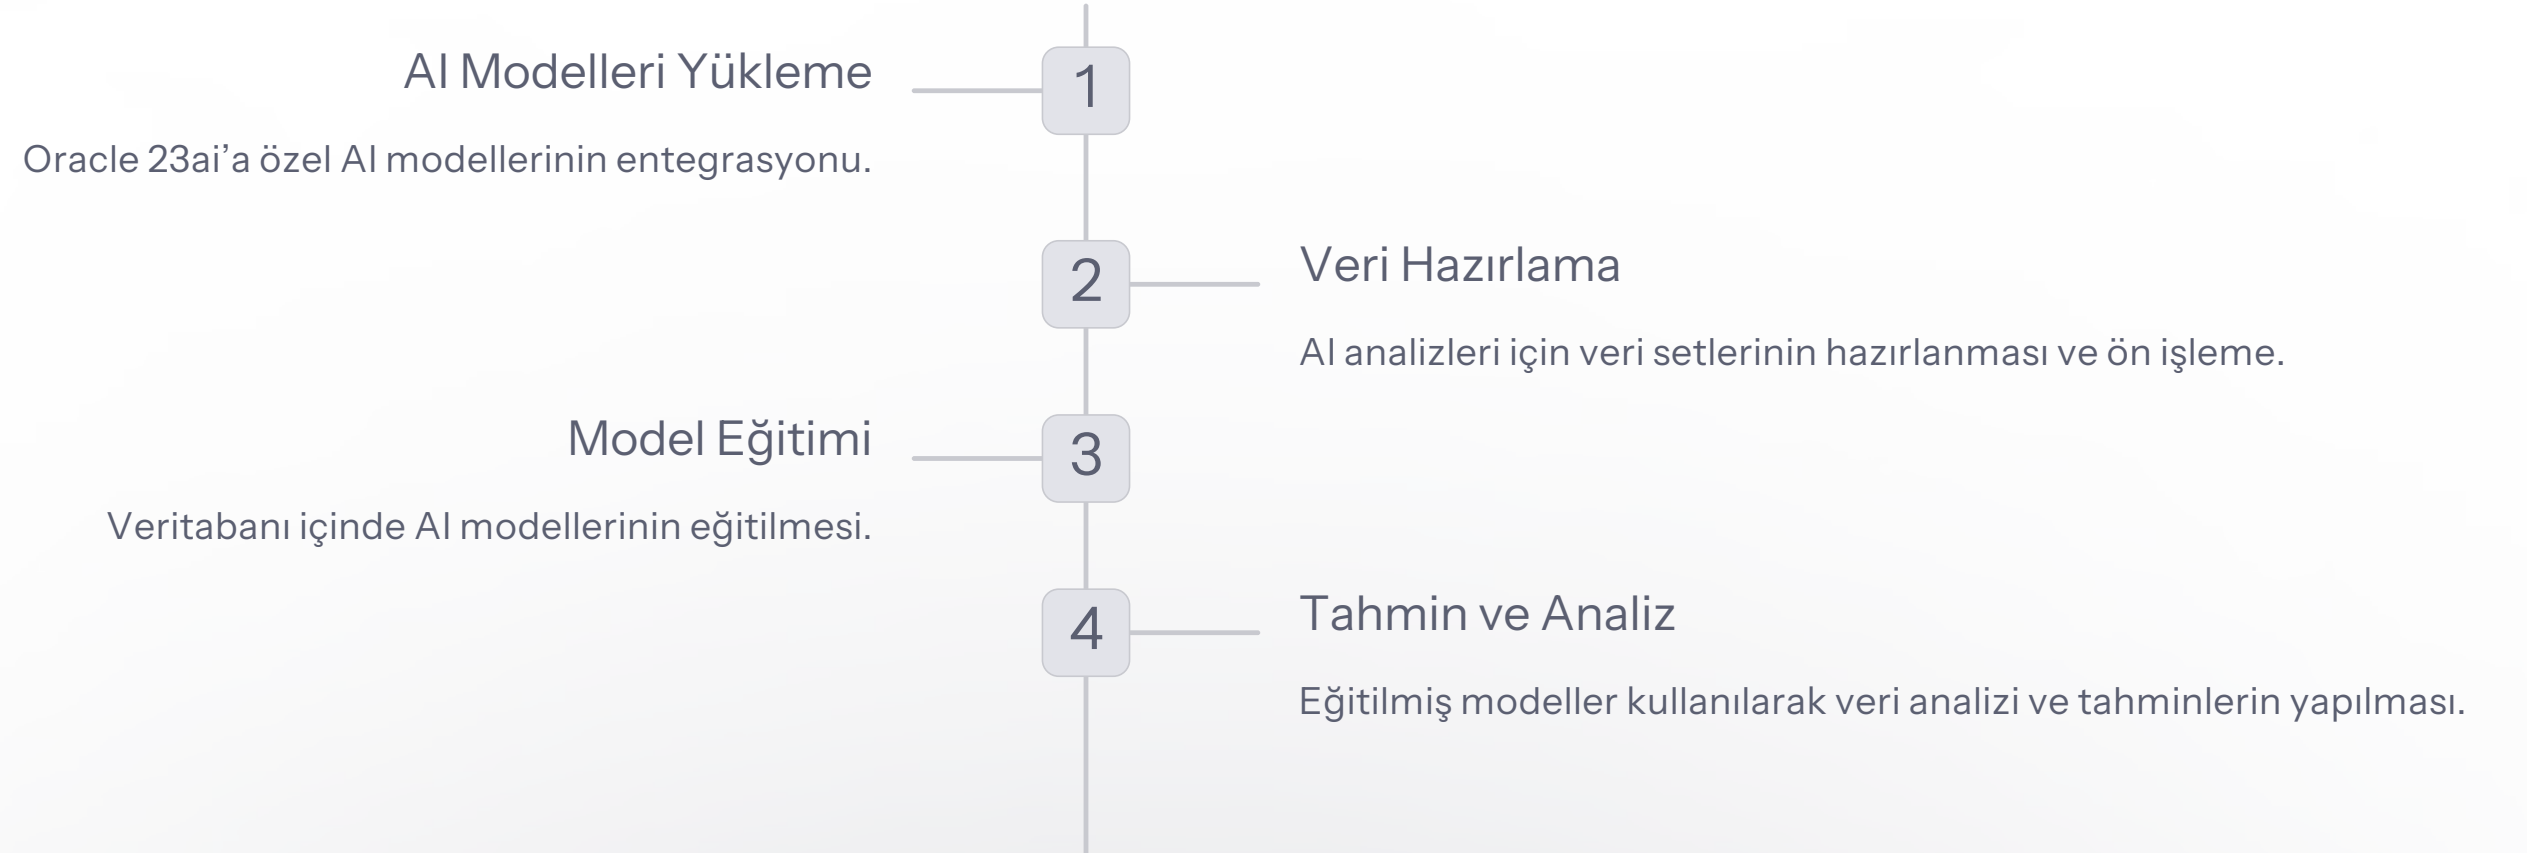 1
AI Modelleri Yükleme
Oracle 23ai’a özel AI modellerinin entegrasyonu.
2
Veri Hazırlama
AI analizleri için veri setlerinin hazırlanması ve ön işleme.
3
Model Eğitimi
Veritabanı içinde AI modellerinin eğitilmesi.
4
Tahmin ve Analiz
Eğitilmiş modeller kullanılarak veri analizi ve tahminlerin yapılması.